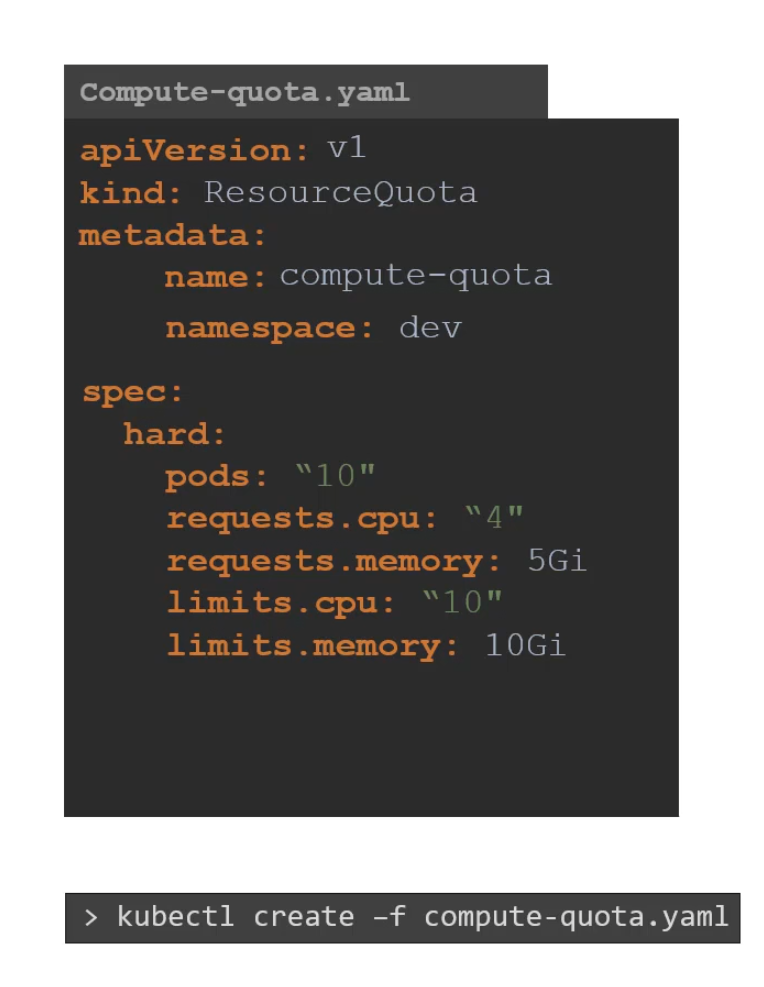 Compute-quota.yaml
apiVersion: v1
kind: ResourceQuota
metadata:
name: compute-quota
namespace: dev
spec:
hard:
pods: “10"
requests.cpu: “4"
requests.memory: 5Gi
limits.cpu: “10"
limits.memory: 10Gi
> kubectl create –f compute-quota.yaml